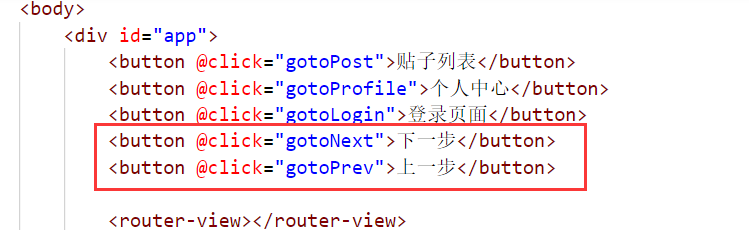 <body>
<div id="app">
<button @click="gotoPost">贴子列表</button>
<button @click="gotoProfile">个人中心</button>
<button @click="gotoLogin">登录页面</button>
<button @click="gotoNext">下一步</button>
<button @click="gotoPrev">上一步</button>
<router-view></router-view>